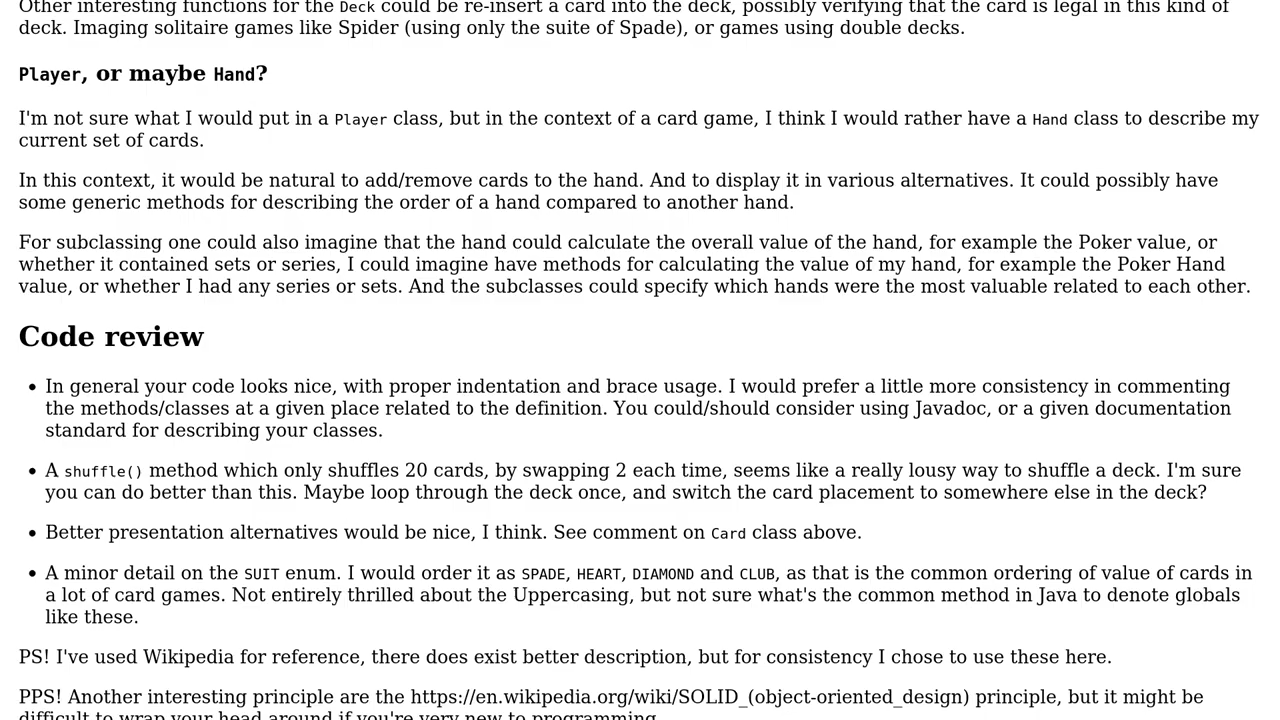 Other interesting functions for the Deck could be re-insert a card into the deck, possibly verifying that the card is legal in this kind of
deck. Imaging solitaire games like Spider (using only the suite of Spade), or games using double decks.
Player, or maybe Hand?
I'm not sure what I would put in a Player class, but in the context of a card game, I think I would rather have a Hand class to describe my
current set of cards.
In this context, it would be natural to add/remove cards to the hand. And to display it in various alternatives. It could possibly have
some generic methods for describing the order of a hand compared to another hand.
For subclassing one could also imagine that the hand could calculate the overall value of the hand, for example the Poker value, or
whether it contained sets or series, I could imagine have methods for calculating the value of my hand, for example the Poker Hand
value, or whether I had any series or sets. And the subclasses could specify which hands were the most valuable related to each other.
Code review
• In general your code looks nice, with proper indentation and brace usage. I would prefer a little more consistency in commenting
the methods/classes at a given place related to the definition. You could/should consider using Javadoc, or a given documentation
standard for describing your classes.
• A shuffle() method which only shuffles 20 cards, by swapping 2 each time, seems like a really lousy way to shuffle a deck. I'm sure
you can do better than this. Maybe loop through the deck once, and switch the card placement to somewhere else in the deck?
• Better presentation alternatives would be nice, I think. See comment on Card class above.
• A minor detail on the SUIT enum. I would order it as SPADE, HEART, DIAMOND and CLUB, as that is the common ordering of value of cards in
a lot of card games. Not entirely thrilled about the Uppercasing, but not sure what's the common method in Java to denote globals
like these.
PS! I've used Wikipedia for reference, there does exist better description, but for consistency I chose to use these here.
PPS! Another interesting principle are the https://en.wikipedia.org/wiki/SOLID_(object-oriented_design) principle, but it might be
difficult to wrap your head around if you're very new to programming.